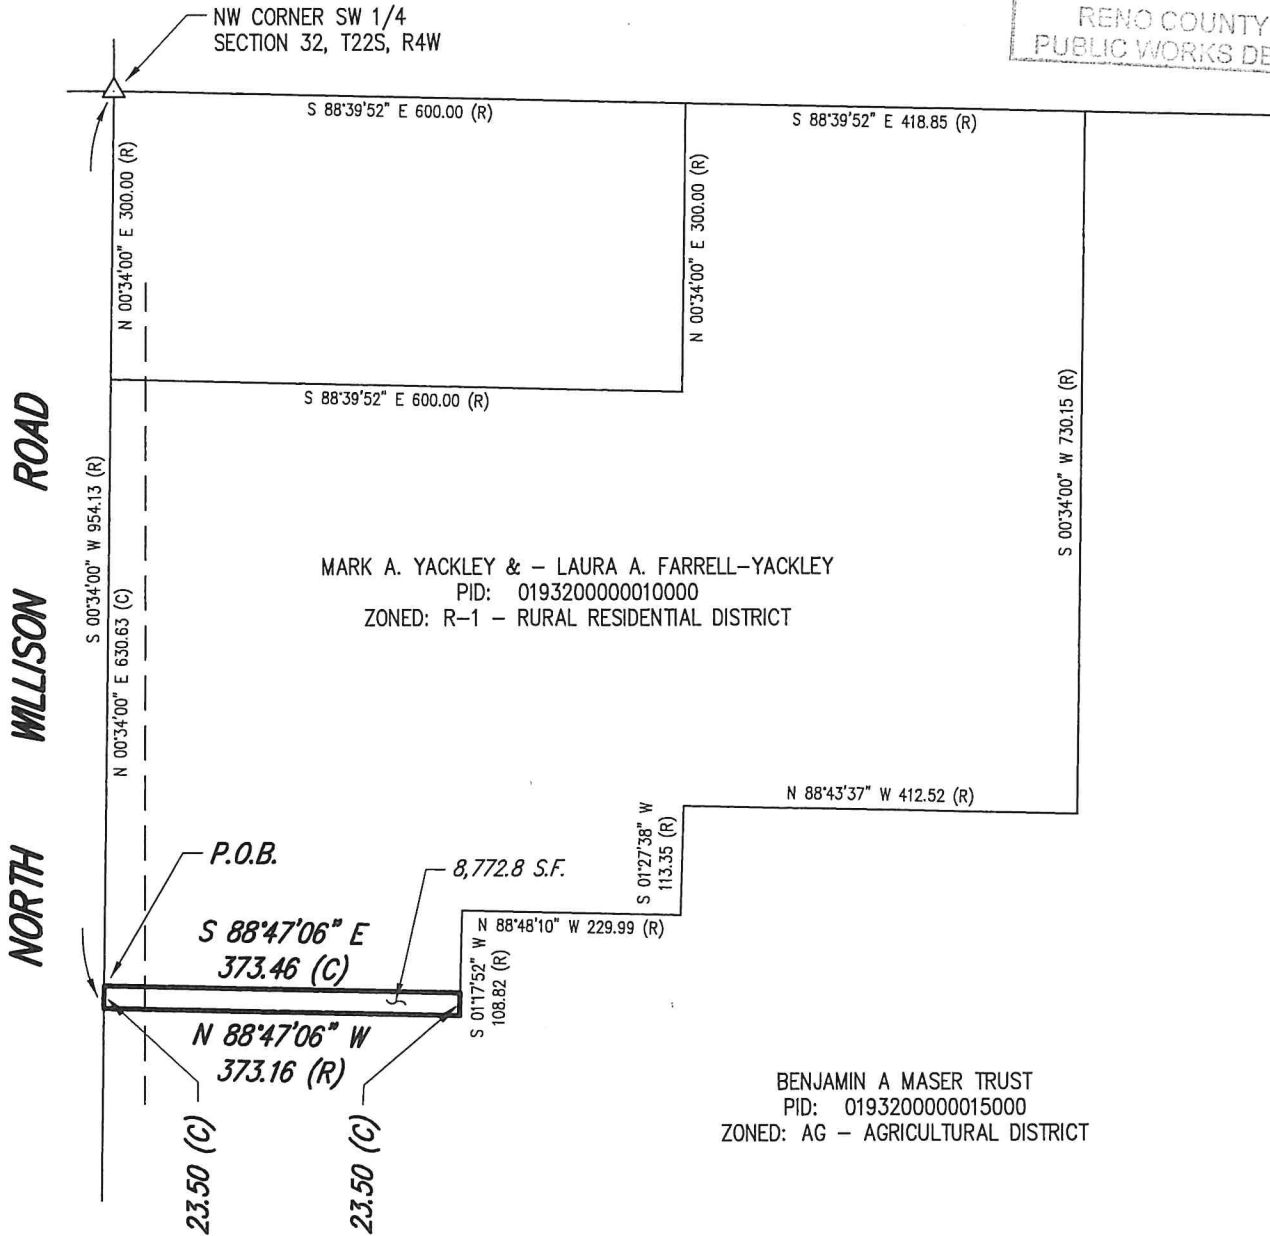 NW CORNER SW 1/4
SECTION 32, T22S, R4W
RENO COUNTY
PUBLIC WORKS DE
S 88°39'52" E 600.00 (R)
S 88°39'52" E 418.85 (R)
N 00°34'00" E 300.00 (R)
N 00°34'00" E 300.00 (R)
S 88°39'52" E 600.00 (R)
S 00°34'00" W 730.15 (R)
NORTH WILLISON ROAD
S 00°34'00" W 954.13 (R)
N 00°34'00" E 630.63 (C)
MARK A. YACKLEY & – LAURA A. FARRELL–YACKLEY
PID: 0193200000010000
ZONED: R–1 – RURAL RESIDENTIAL DISTRICT
N 88°43'37" W 412.52 (R)
S 01°27'38" W
113.35 (R)
P.O.B.
8,772.8 S.F.
N 88°48'10" W 229.99 (R)
S 88°47'06" E
373.46 (C)
S 01°17'52" W
108.82 (R)
N 88°47'06" W
373.16 (R)
23.50 (C)
23.50 (C)
BENJAMIN A MASER TRUST
PID: 0193200000015000
ZONED: AG – AGRICULTURAL DISTRICT